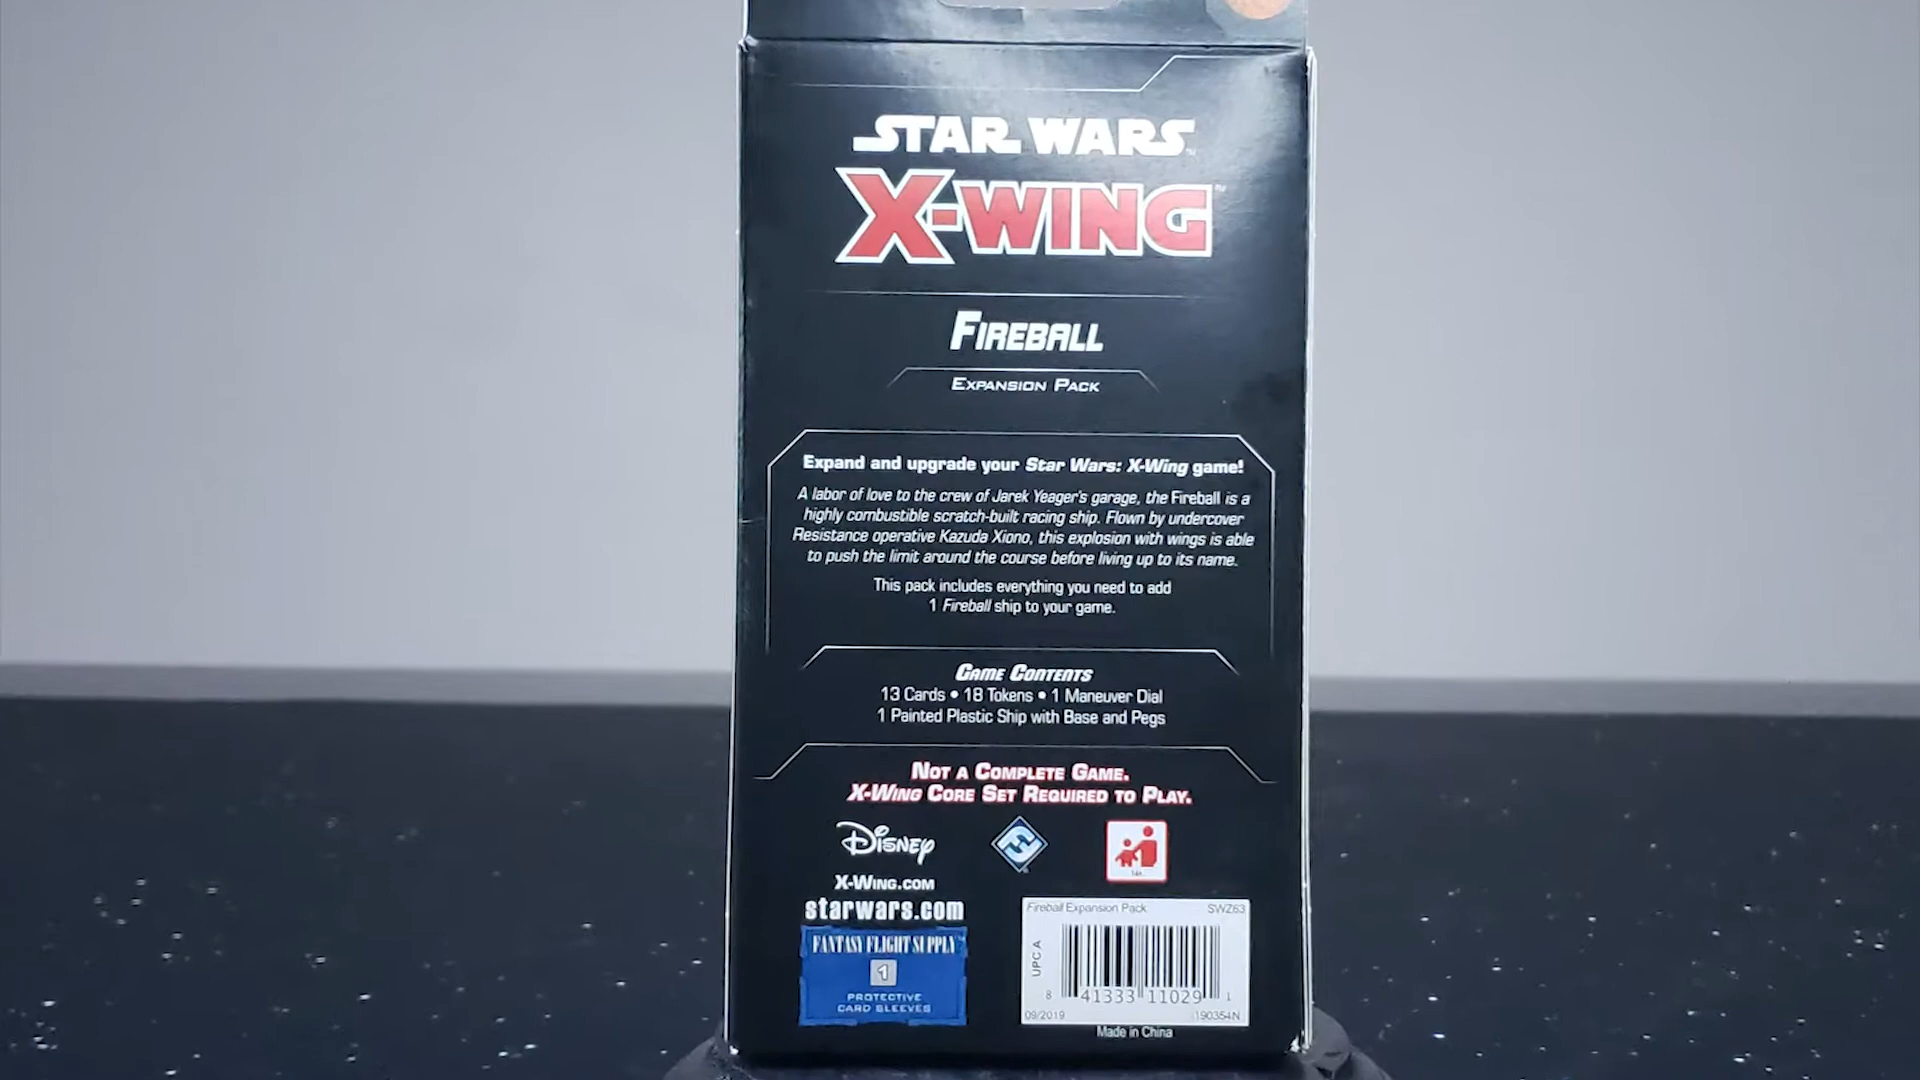 STAR WARS™
X-WING™
FIREBALL
EXPANSION PACK
Expand and upgrade your Star Wars: X-Wing game!
A labor of love to the crew of Jarek Yeager's garage, the Fireball is a
highly combustible scratch-built racing ship. Flown by undercover
Resistance operative Kazuda Xiono, this explosion with wings is able
to push the limit around the course before living up to its name.
This pack includes everything you need to add
1 Fireball ship to your game.
GAME CONTENTS
13 Cards • 18 Tokens • 1 Maneuver Dial
1 Painted Plastic Ship with Base and Pegs
NOT A COMPLETE GAME.
X-WING CORE SET REQUIRED TO PLAY.
Disney
X-WING.COM
starwars.com
FANTASY FLIGHT SUPPLY™
1
PROTECTIVE
CARD SLEEVES
Fireball Expansion Pack SWZ63
UPC A
8 41333 11029 1
09/2019 190354N
Made in China